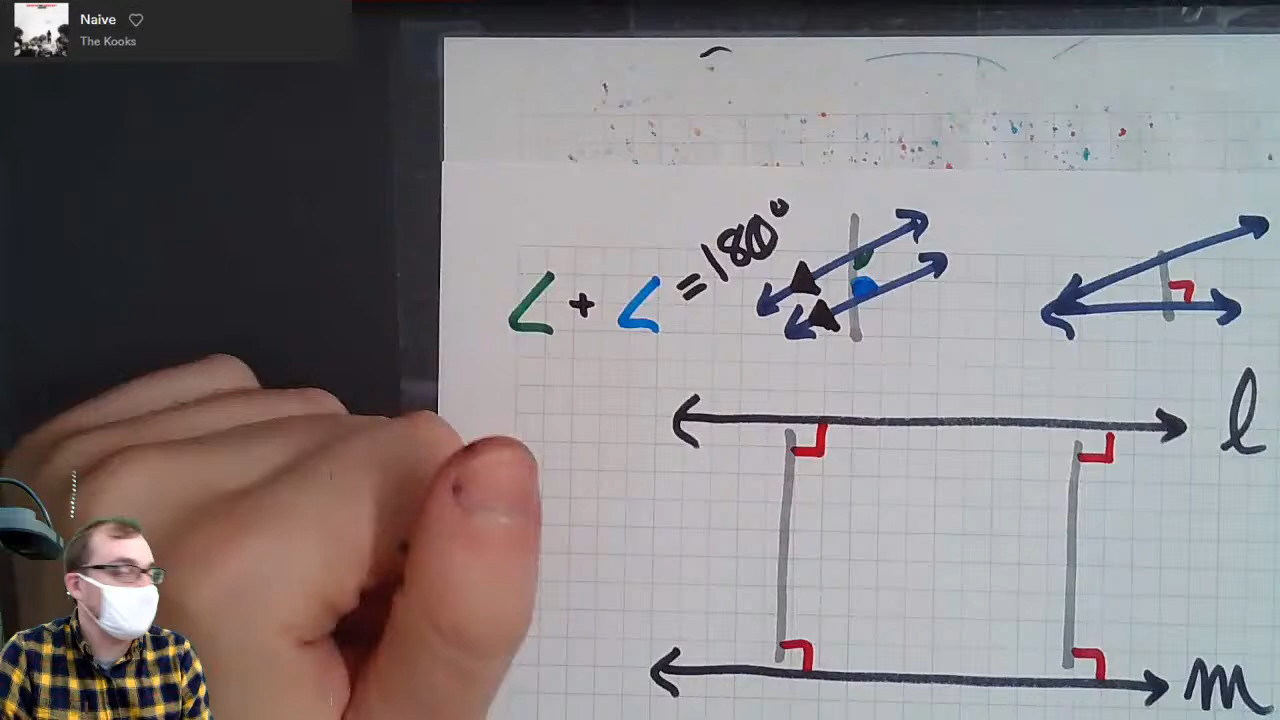 Naive
The Kooks
∠ + ∠ = 180°
l
m